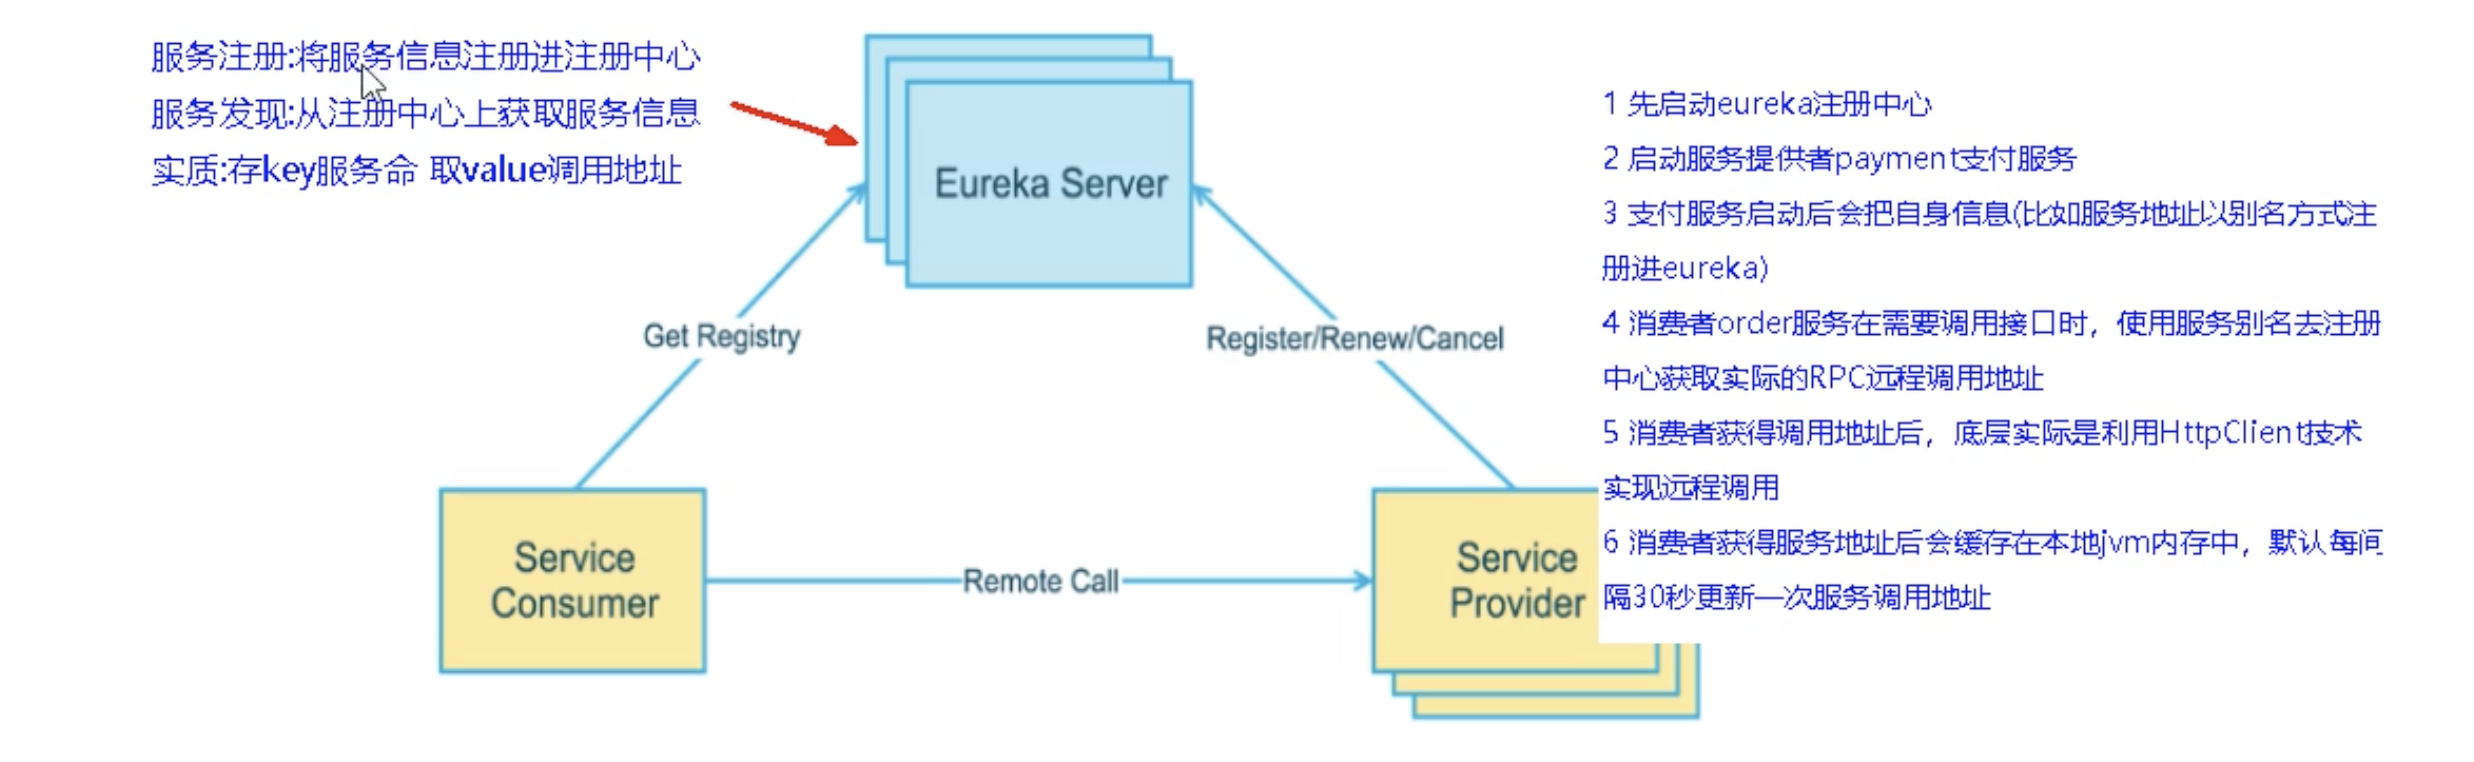 服务注册:将服务信息注册进注册中心
服务发现:从注册中心上获取服务信息
实质:存key服务命 取value调用地址
Eureka Server
Get Registry
Register/Renew/Cancel
Service
Consumer
Remote Call
Service
Provider
1 先启动eureka注册中心
2 启动服务提供者payment支付服务
3 支付服务启动后会把自身信息(比如服务地址以别名方式注
册进eureka)
4 消费者order服务在需要调用接口时，使用服务别名去注册
中心获取实际的RPC远程调用地址
5 消费者获得调用地址后，底层实际是利用HttpClient技术
实现远程调用
6 消费者获得服务地址后会缓存在本地jvm内存中，默认每间
隔30秒更新一次服务调用地址